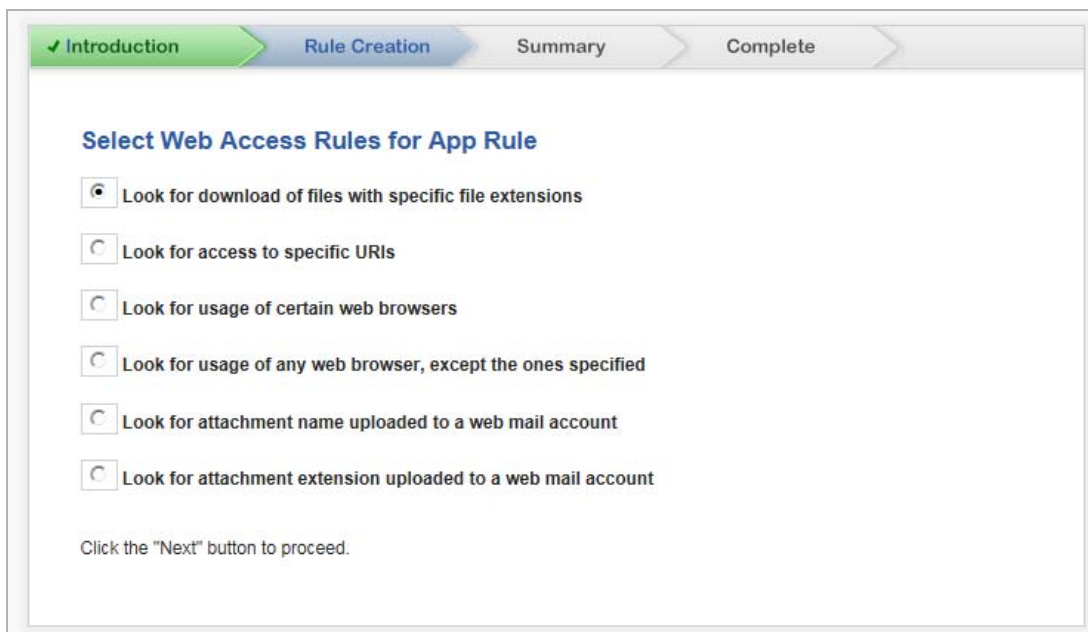 Introduction Rule Creation Summary Complete
Select Web Access Rules for App Rule
Look for download of files with specific file extensions
Look for access to specific URIs
Look for usage of certain web browsers
Look for usage of any web browser, except the ones specified
Look for attachment name uploaded to a web mail account
Look for attachment extension uploaded to a web mail account
Click the "Next" button to proceed.